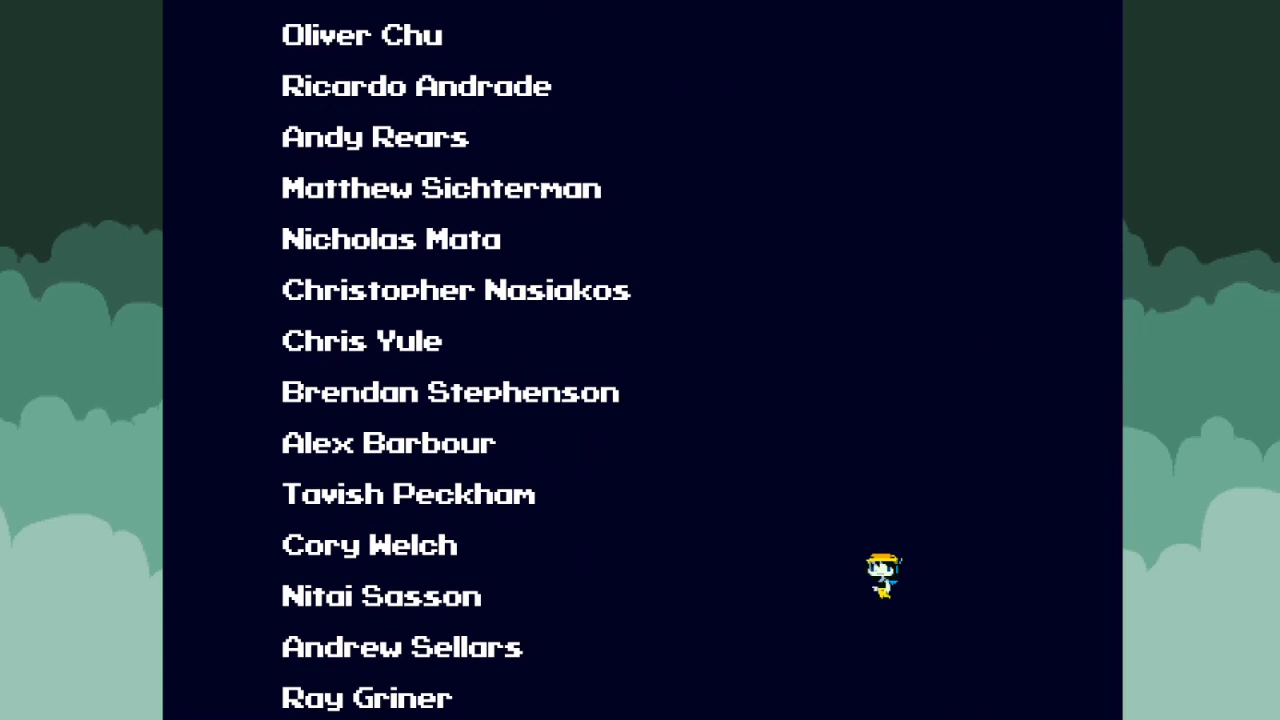 Oliver Chu
Ricardo Andrade
Andy Rears
Matthew Sichterman
Nicholas Mata
Christopher Nasiakos
Chris Yule
Brendan Stephenson
Alex Barbour
Tavish Peckham
Cory Welch
Nitai Sasson
Andrew Sellars
Ray Griner